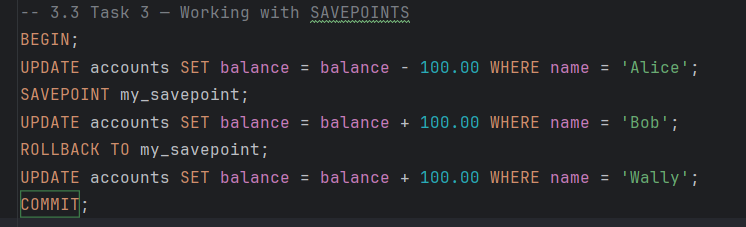 -- 3.3 Task 3 — Working with SAVEPOINTS
BEGIN;
UPDATE accounts SET balance = balance - 100.00 WHERE name = 'Alice';
SAVEPOINT my_savepoint;
UPDATE accounts SET balance = balance + 100.00 WHERE name = 'Bob';
ROLLBACK TO my_savepoint;
UPDATE accounts SET balance = balance + 100.00 WHERE name = 'Wally';
COMMIT;